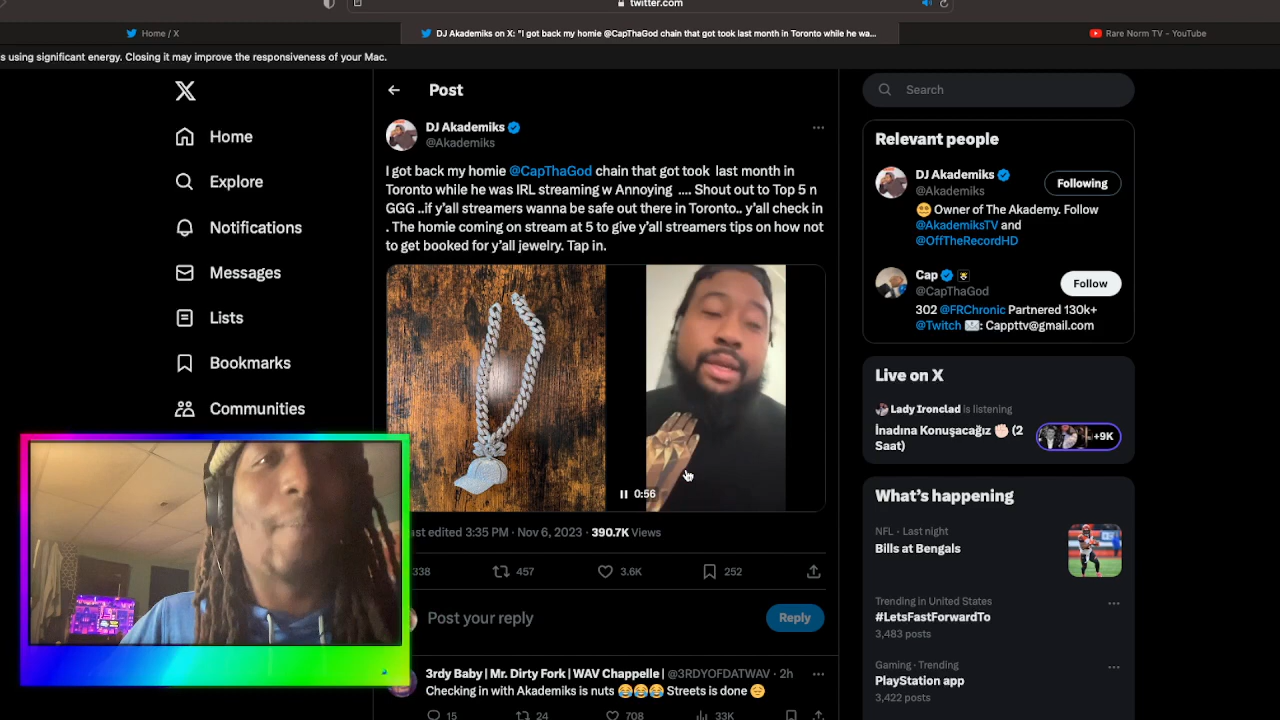 twitter.com
Home / X
DJ Akademiks on X: "I got back my homie @CapThaGod chain that got took last month in Toronto while he wa...
Rare Norm TV - YouTube
s using significant energy. Closing it may improve the responsiveness of your Mac.
Home
Explore
Notifications
Messages
Lists
Bookmarks
Communities
Post
DJ Akademiks
@Akademiks
I got back my homie @CapThaGod chain that got took last month in
Toronto while he was IRL streaming w Annoying .... Shout out to Top 5 n
GGG ..if y'all streamers wanna be safe out there in Toronto.. y'all check in
. The homie coming on stream at 5 to give y'all streamers tips on how not
to get booked for y'all jewelry. Tap in.
0:56
ast edited 3:35 PM · Nov 6, 2023 · 390.7K Views
338
457
3.6K
252
Post your reply
Reply
3rdy Baby | Mr. Dirty Fork | WAV Chappelle | @3RDYOFDATWAV · 2h
Checking in with Akademiks is nuts 😂😂😂 Streets is done 😔
15
24
708
33K
Search
Relevant people
DJ Akademiks
@Akademiks
Following
😳 Owner of The Akademy. Follow
@AkademiksTV and
@OffTheRecordHD
Cap
@CapThaGod
Follow
302 @FRChronic Partnered 130k+
@Twitch 📧: Cappttv@gmail.com
Live on X
Lady Ironclad is listening
İnadına Konuşacağız ✊🏻 (2
Saat)
+9K
What's happening
NFL · Last night
Bills at Bengals
Trending in United States
#LetsFastForwardTo
3,483 posts
Gaming · Trending
PlayStation app
3,422 posts